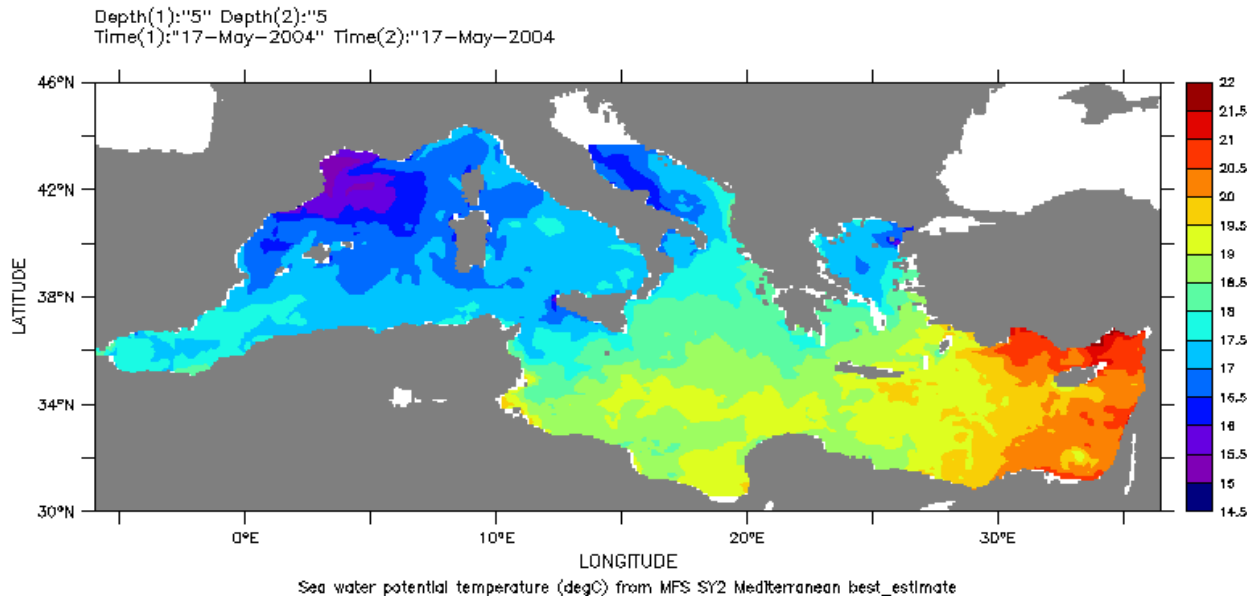 Depth(1):"5" Depth(2):"5
Time(1):"17-May-2004" Time(2):"17-May-2004
46°N
42°N
38°N
34°N
30°N
LATITUDE
0°E
10°E
20°E
30°E
LONGITUDE
22
21.5
21
20.5
20
19.5
19
18.5
18
17.5
17
16.5
16
15.5
15
14.5
Sea water potential temperature (degC) from MFS SY2 Mediterranean best_estimate